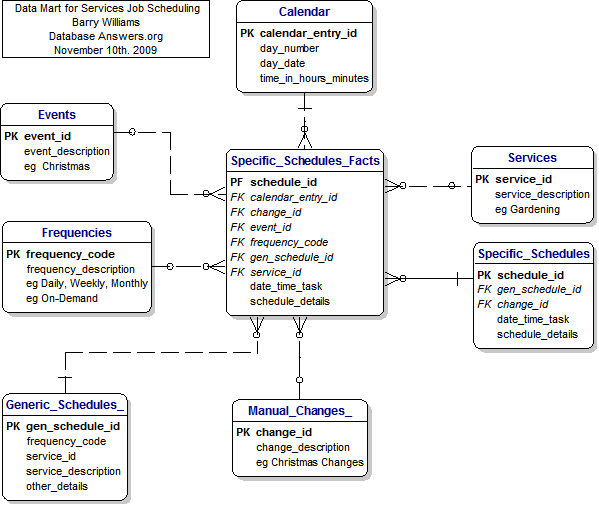 Data Mart for Services Job Scheduling
Barry Williams
Database Answers.org
November 10th. 2009
Calendar
PK calendar_entry_id
day_number
day_date
time_in_hours_minutes
Events
PK event_id
event_description
eg Christmas
Specific_Schedules_Facts
PF schedule_id
FK calendar_entry_id
FK change_id
FK event_id
FK frequency_code
FK gen_schedule_id
FK service_id
date_time_task
schedule_details
Services
PK service_id
service_description
eg Gardening
Frequencies
PK frequency_code
frequency_description
eg Daily, Weekly, Monthly
eg On-Demand
Specific_Schedules
PK schedule_id
FK gen_schedule_id
FK change_id
date_time_task
schedule_details
Generic_Schedules_
PK gen_schedule_id
frequency_code
service_id
service_description
other_details
Manual_Changes_
PK change_id
change_description
eg Christmas Changes